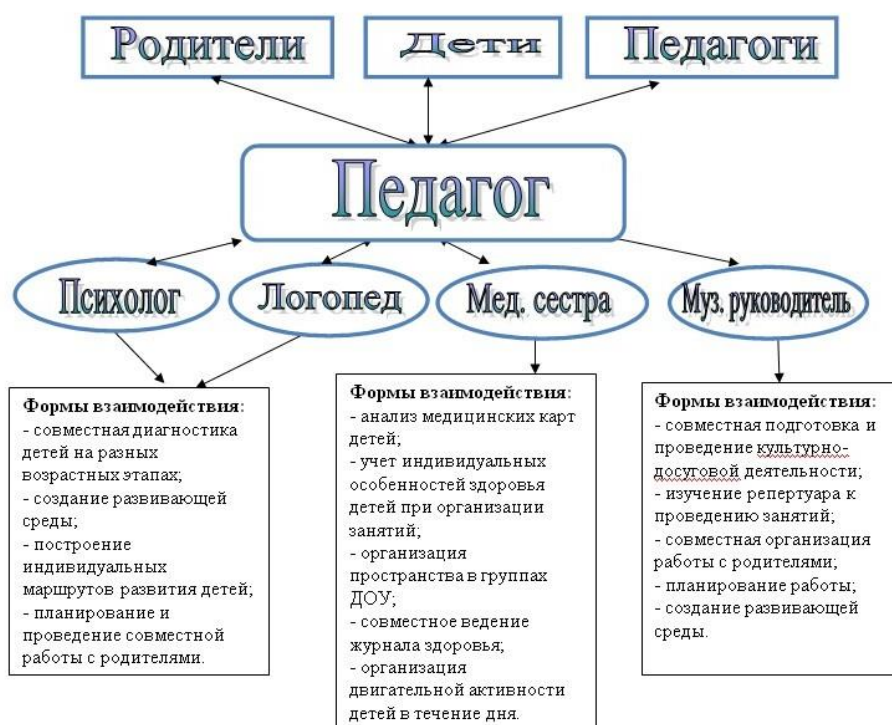 Родители
Дети
Педагоги
Педагог
Психолог
Логопед
Мед. сестра
Муз. руководитель
Формы взаимодействия:
- совместная диагностика
детей на разных
возрастных этапах;
- создание развивающей
среды;
- построение
индивидуальных
маршрутов развития детей;
- планирование и
проведение совместной
работы с родителями.
Формы взаимодействия:
- анализ медицинских карт
детей;
- учет индивидуальных
особенностей здоровья
детей при организации
занятий;
- организация
пространства в группах
ДОУ;
- совместное ведение
журнала здоровья;
- организация
двигательной активности
детей в течение дня.
Формы взаимодействия:
- совместная подготовка и
проведение культурно-
досуговой деятельности;
- изучение репертуара к
проведению занятий;
- совместная организация
работы с родителями;
- планирование работы;
- создание развивающей
среды.